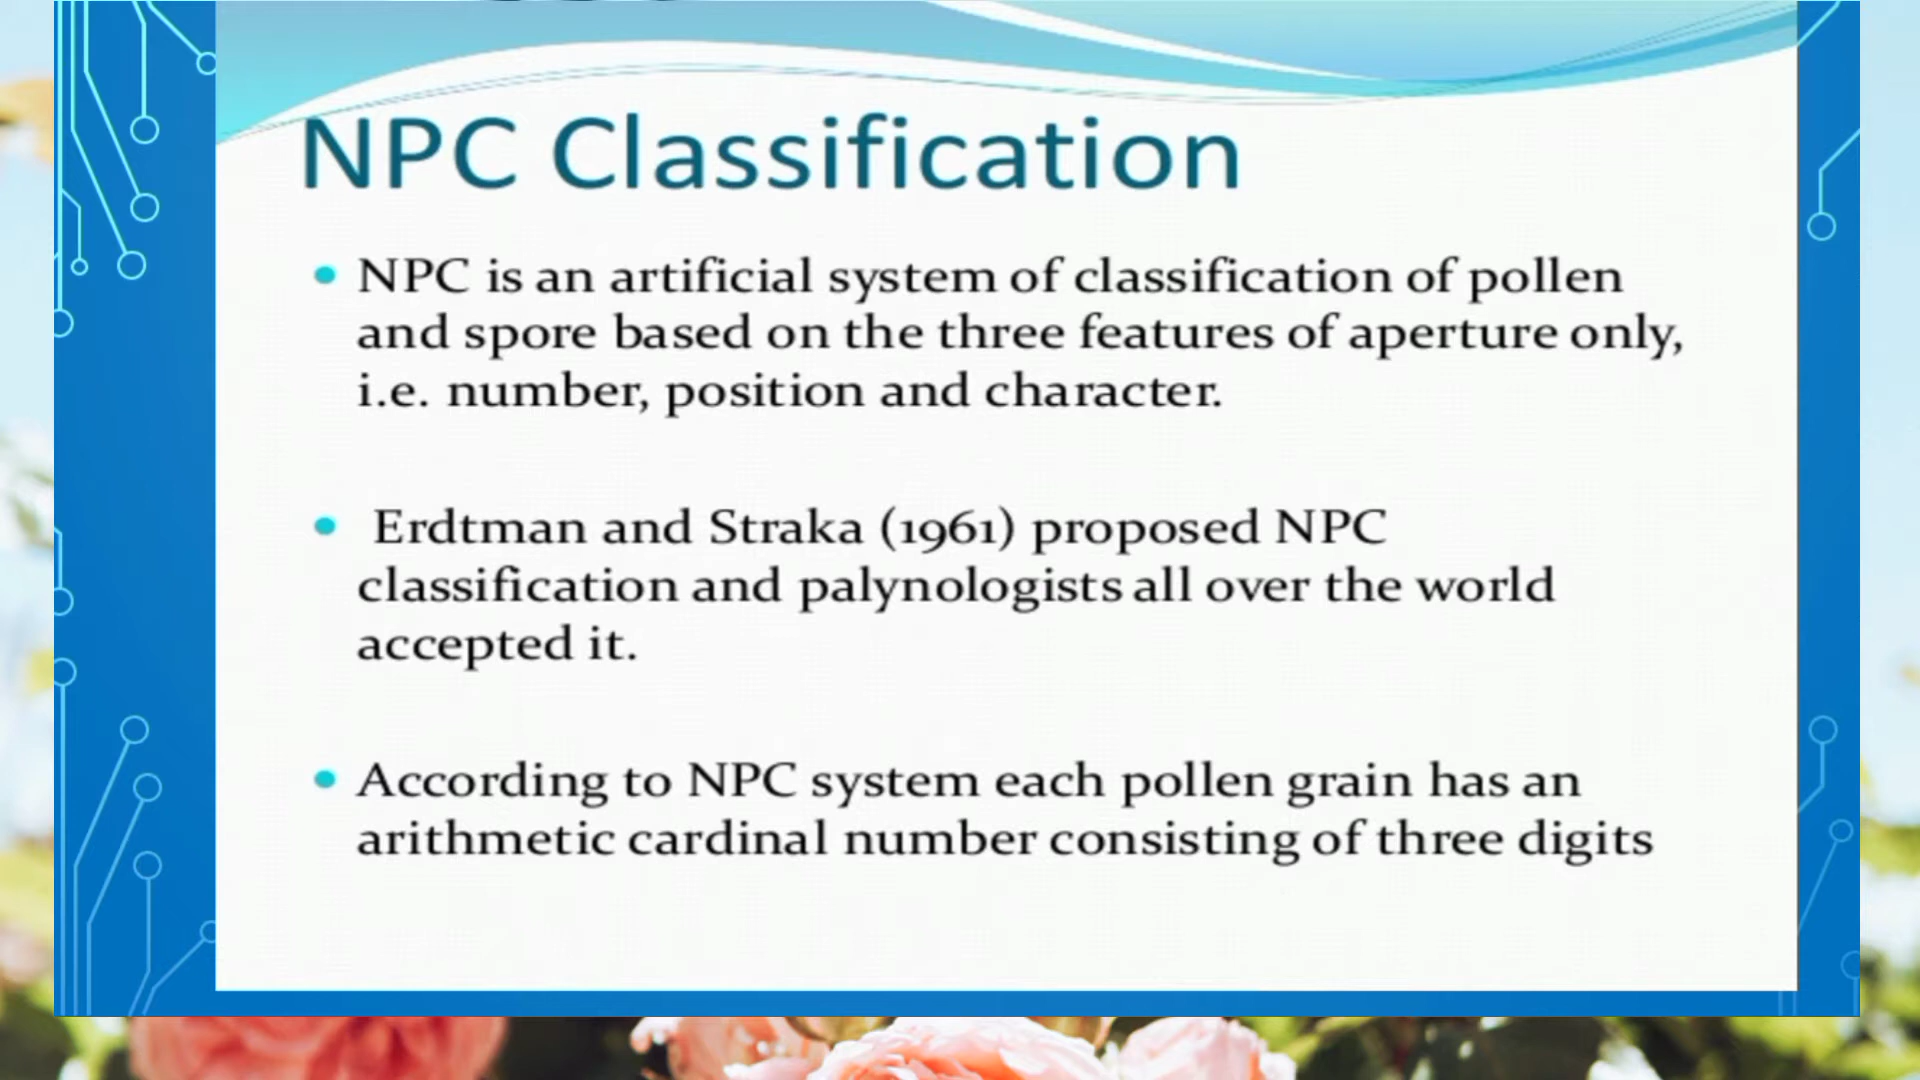 NPC Classification
NPC is an artificial system of classification of pollen
and spore based on the three features of aperture only,
i.e. number, position and character.
Erdtman and Straka (1961) proposed NPC
classification and palynologists all over the world
accepted it.
According to NPC system each pollen grain has an
arithmetic cardinal number consisting of three digits